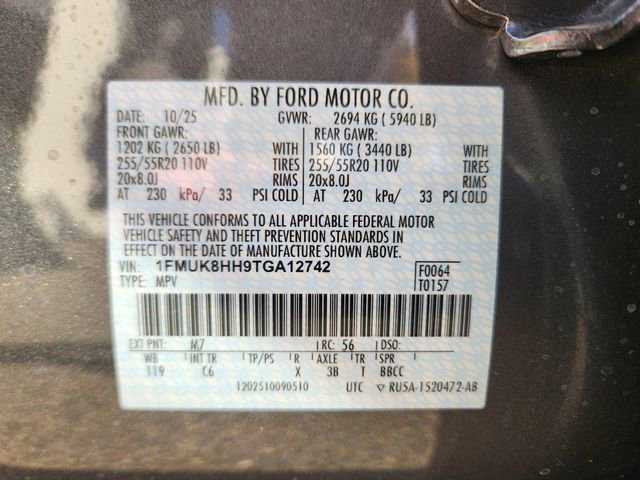 MFD. BY FORD MOTOR CO.
DATE: 10/25 GVWR: 2694 KG ( 5940 LB)
FRONT GAWR: REAR GAWR:
1202 KG ( 2650 LB) WITH 1560 KG ( 3440 LB) WITH
255/55R20 110V TIRES 255/55R20 110V TIRES
20x8.0J RIMS 20x8.0J RIMS
AT 230 kPa/ 33 PSI COLD AT 230 kPa/ 33 PSI COLD
THIS VEHICLE CONFORMS TO ALL APPLICABLE FEDERAL MOTOR
VEHICLE SAFETY AND THEFT PREVENTION STANDARDS IN
EFFECT ON THE DATE OF MANUFACTURE SHOWN ABOVE.
VIN: 1FMUK8HH9TGA12742 F0064
TYPE: MPV T0157
EXT PNT: M7 RC: 56 DSO:
WB INT TR TP/PS R AXLE TR SPR
119 C6 X 3B T BBCC
1202510090510 UTC ▽ RU5A-1520472-AB